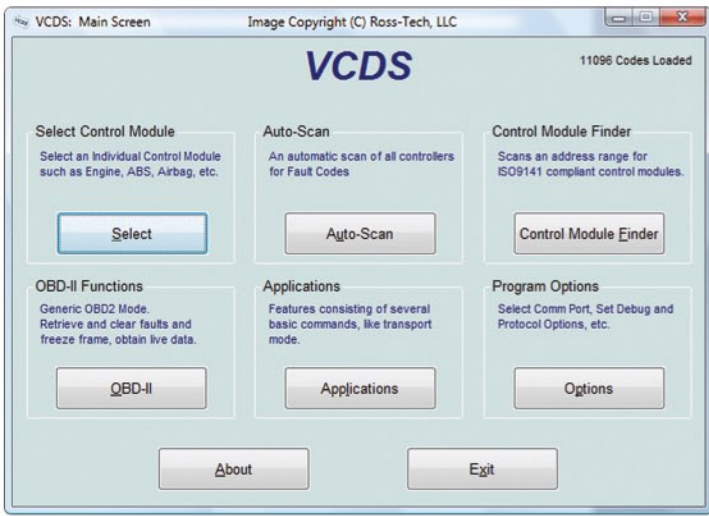 VCDS: Main Screen
Image Copyright (C) Ross-Tech, LLC
VCDS
11096 Codes Loaded
Select Control Module
Select an Individual Control Module
such as Engine, ABS, Airbag, etc.
Select
Auto-Scan
An automatic scan of all controllers
for Fault Codes
Auto-Scan
Control Module Finder
Scans an address range for
ISO9141 compliant control modules.
Control Module Finder
OBD-II Functions
Generic OBD2 Mode.
Retrieve and clear faults and
freeze frame, obtain live data.
OBD-II
Applications
Features consisting of several
basic commands, like transport
mode.
Applications
Program Options
Select Comm Port, Set Debug and
Protocol Options, etc.
Options
About
Exit